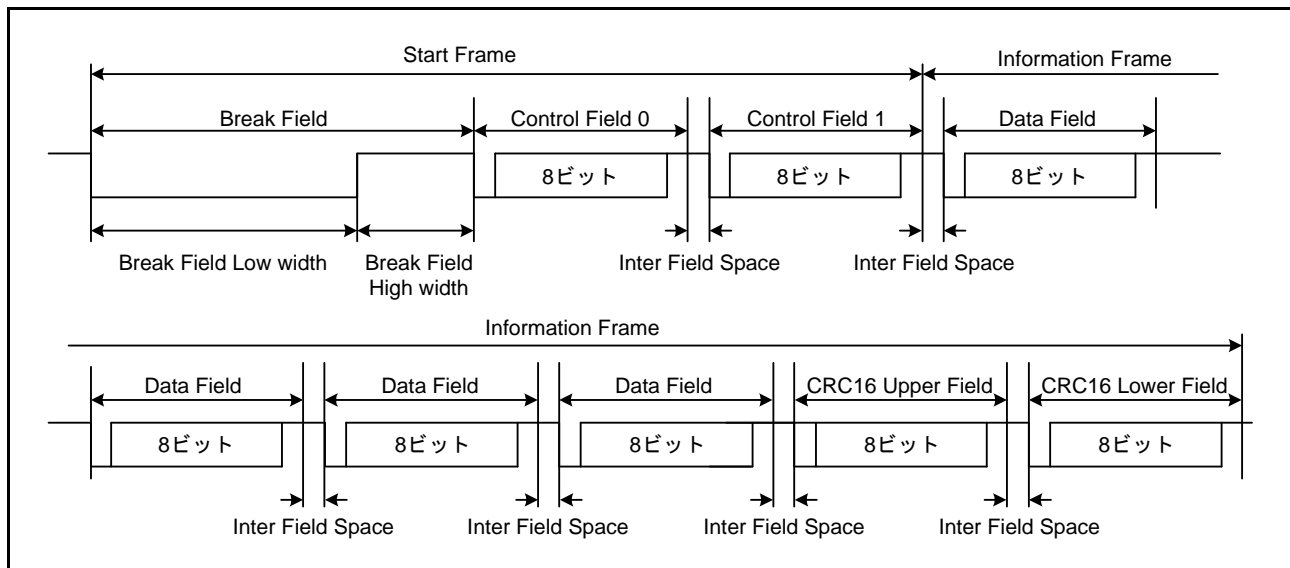 Start Frame
Information Frame
Break Field
Control Field 0
Control Field 1
Data Field
8ビット
8ビット
8ビット
Break Field Low width
Break Field
High width
Inter Field Space
Inter Field Space
Information Frame
Data Field
Data Field
Data Field
CRC16 Upper Field
CRC16 Lower Field
8ビット
8ビット
8ビット
8ビット
8ビット
Inter Field Space
Inter Field Space
Inter Field Space
Inter Field Space